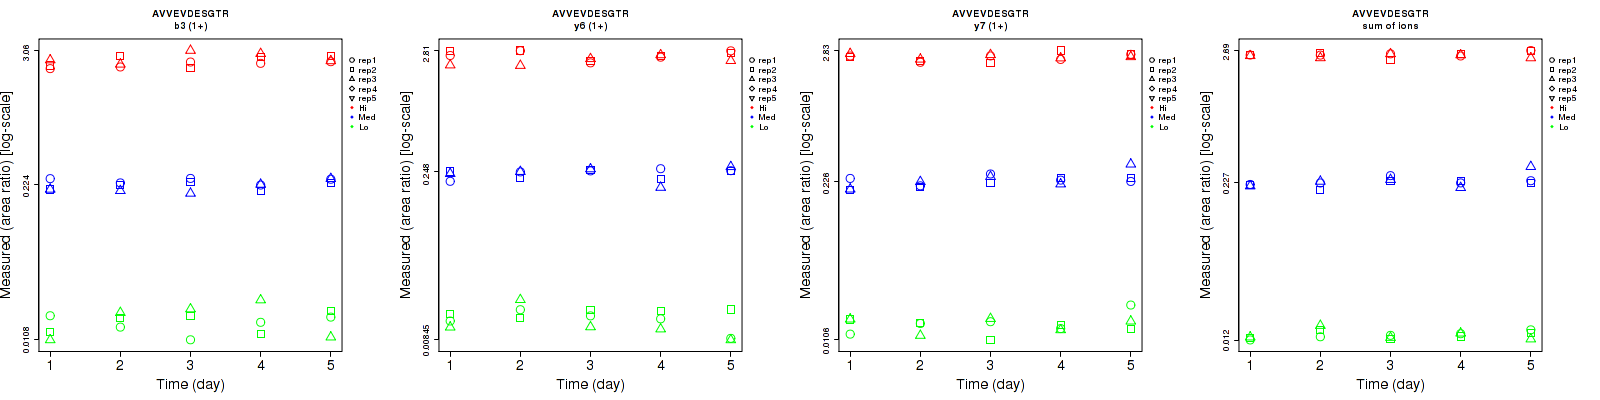 AVVEVDESGTR
b3 (1+)
Measured (area ratio) [log-scale]
3.06
0.224
0.0108
1 2 3 4 5
Time (day)
rep1
rep2
rep3
rep4
rep5
Hi
Med
Lo
AVVEVDESGTR
y6 (1+)
Measured (area ratio) [log-scale]
2.81
0.248
0.00845
1 2 3 4 5
Time (day)
rep1
rep2
rep3
rep4
rep5
Hi
Med
Lo
AVVEVDESGTR
y7 (1+)
Measured (area ratio) [log-scale]
2.83
0.226
0.0106
1 2 3 4 5
Time (day)
rep1
rep2
rep3
rep4
rep5
Hi
Med
Lo
AVVEVDESGTR
sum of ions
Measured (area ratio) [log-scale]
2.89
0.227
0.012
1 2 3 4 5
Time (day)
rep1
rep2
rep3
rep4
rep5
Hi
Med
Lo